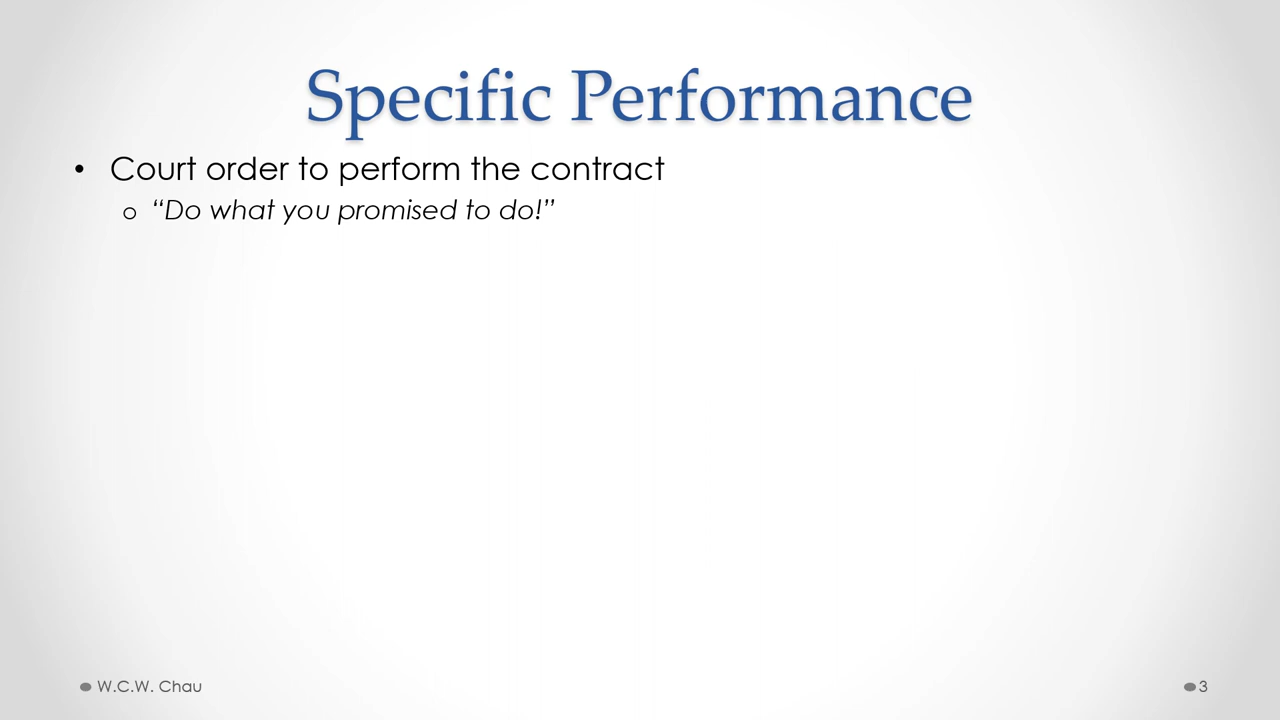 Specific Performance
• Court order to perform the contract
o “Do what you promised to do!”
W.C.W. Chau
3